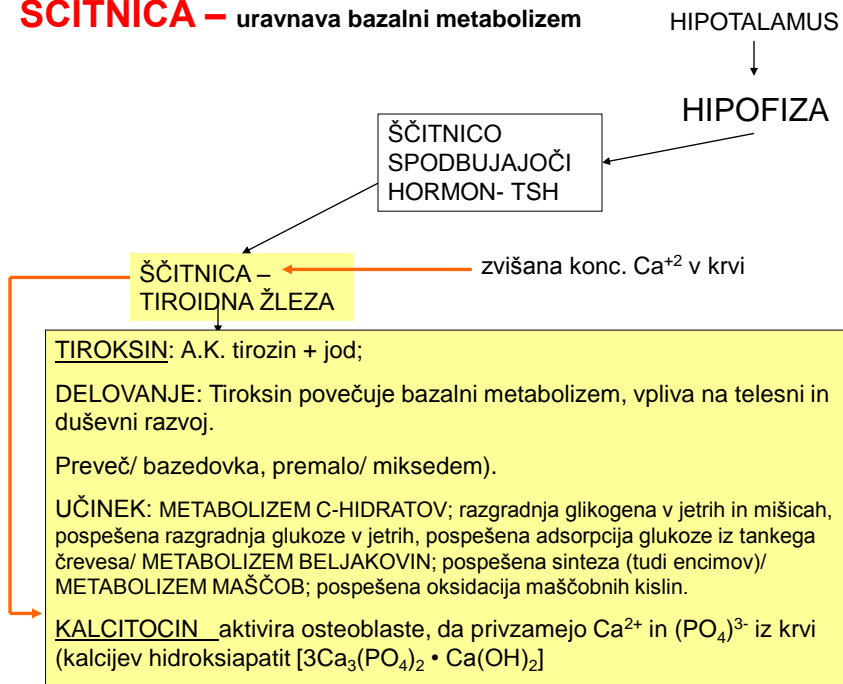 ŠČITNICA – uravnava bazalni metabolizem
HIPOTALAMUS
HIPOFIZA
ŠČITNICO
SPODBUJAJOČI
HORMON- TSH
ŠČITNICA –
TIROIDNA ŽLEZA
zvišana konc. Ca⁺² v krvi
TIROKSIN: A.K. tirozin + jod;
DELOVANJE: Tiroksin povečuje bazalni metabolizem, vpliva na telesni in
duševni razvoj.
Preveč/ bazedovka, premalo/ miksedem).
UČINEK: METABOLIZEM C-HIDRATOV; razgradnja glikogena v jetrih in mišicah,
pospešena razgradnja glukoze v jetrih, pospešena adsorpcija glukoze iz tankega
črevesa/ METABOLIZEM BELJAKOVIN; pospešena sinteza (tudi encimov)/
METABOLIZEM MAŠČOB; pospešena oksidacija maščobnih kislin.
KALCITOCIN aktivira osteoblaste, da privzamejo Ca²⁺ in (PO₄)³⁻ iz krvi
(kalcijev hidroksiapatit [3Ca₃(PO₄)₂ • Ca(OH)₂]